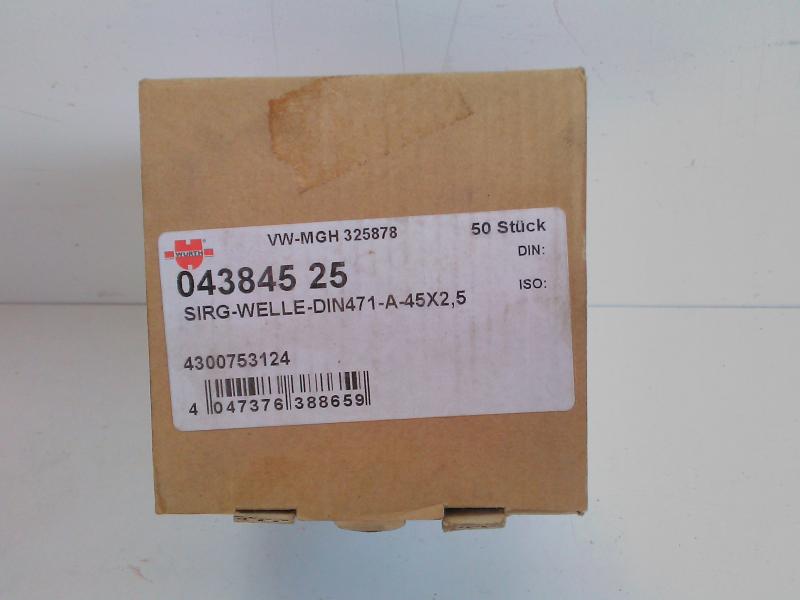 WÜRTH®
VW-MGH 325878
50 Stück
DIN:
043845 25
ISO:
SIRG-WELLE-DIN471-A-45X2,5
4300753124
4 047376 388659